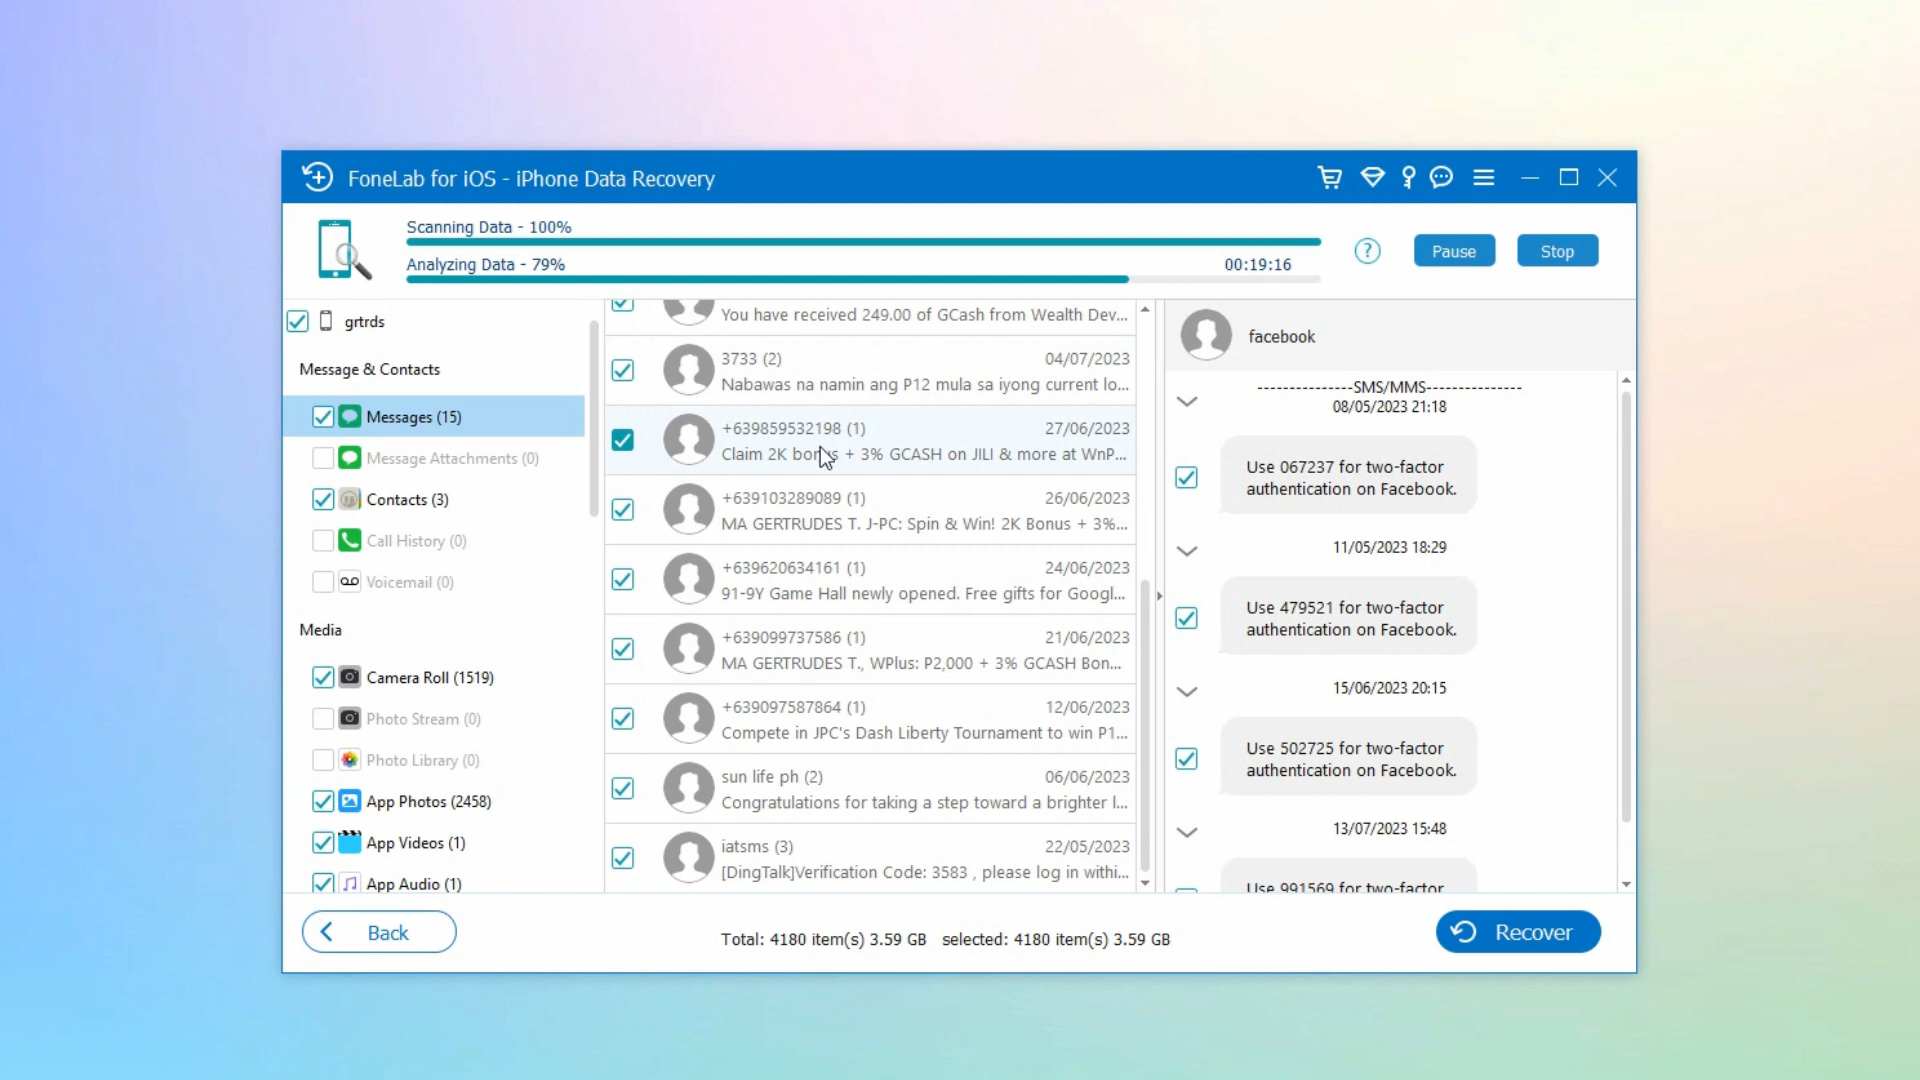 FoneLab for iOS - iPhone Data Recovery
Scanning Data - 100%
Analyzing Data - 79%
00:19:16
?
Pause
Stop
grtrds
Message & Contacts
Messages (15)
Message Attachments (0)
Contacts (3)
Call History (0)
Voicemail (0)
Media
Camera Roll (1519)
Photo Stream (0)
Photo Library (0)
App Photos (2458)
App Videos (1)
App Audio (1)
You have received 249.00 of GCash from Wealth Dev...
3733 (2) 04/07/2023
Nabawas na namin ang P12 mula sa iyong current lo...
+639859532198 (1) 27/06/2023
Claim 2K bonus + 3% GCASH on JILI & more at WnP...
+639103289089 (1) 26/06/2023
MA GERTRUDES T. J-PC: Spin & Win! 2K Bonus + 3%...
+639620634161 (1) 24/06/2023
91-9Y Game Hall newly opened. Free gifts for Googl...
+639099737586 (1) 21/06/2023
MA GERTRUDES T., WPlus: P2,000 + 3% GCASH Bon...
+639097587864 (1) 12/06/2023
Compete in JPC's Dash Liberty Tournament to win P1...
sun life ph (2) 06/06/2023
Congratulations for taking a step toward a brighter l...
iatsms (3) 22/05/2023
[DingTalk]Verification Code: 3583 , please log in withi...
facebook
---------------SMS/MMS---------------
08/05/2023 21:18
Use 067237 for two-factor
authentication on Facebook.
11/05/2023 18:29
Use 479521 for two-factor
authentication on Facebook.
15/06/2023 20:15
Use 502725 for two-factor
authentication on Facebook.
13/07/2023 15:48
Use 991569 for two-factor
Back
Total: 4180 item(s) 3.59 GB selected: 4180 item(s) 3.59 GB
Recover